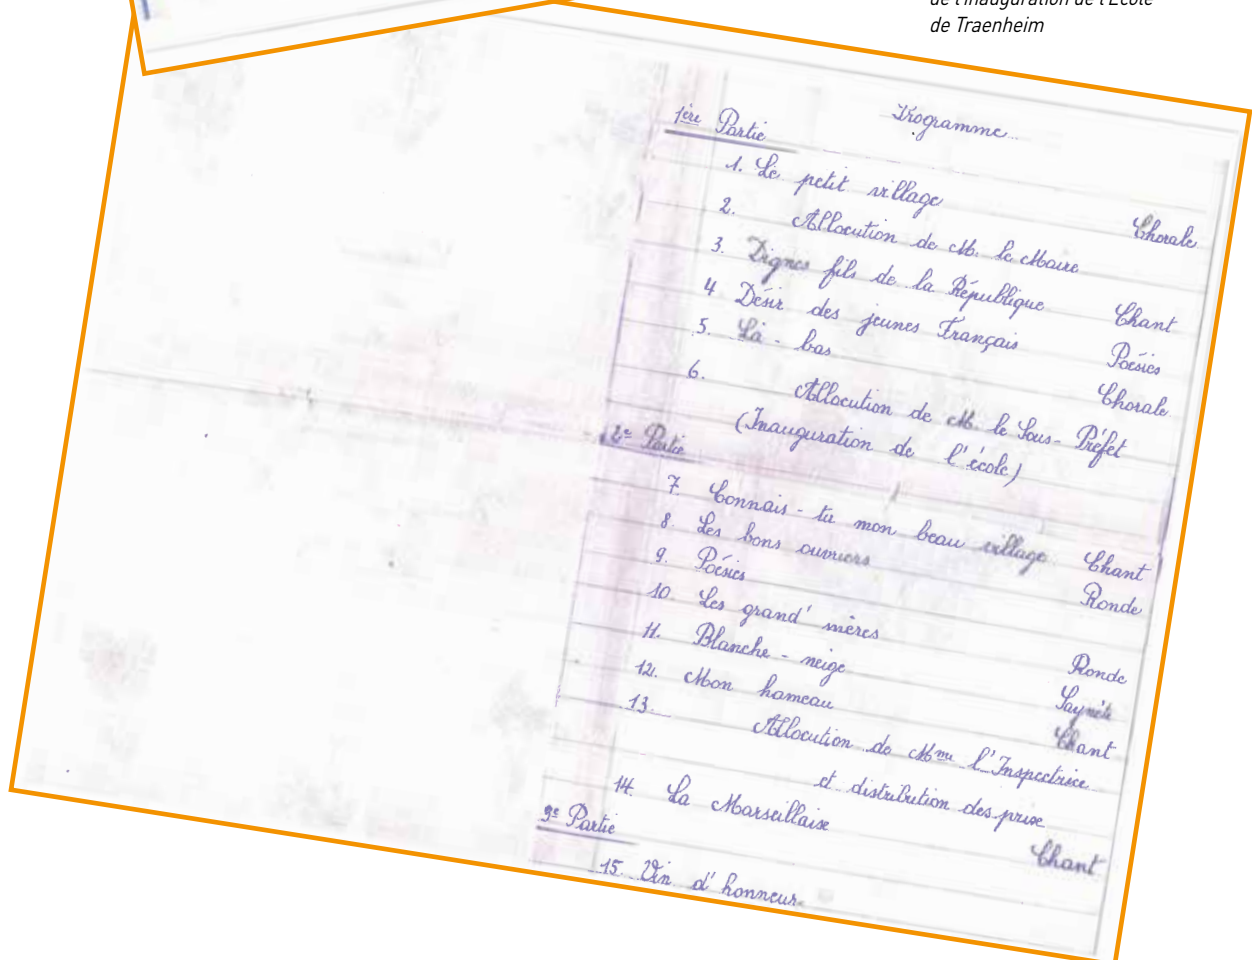 de l'inauguration de l'École
de Traenheim
Programme
1ère Partie
1. Le petit village Chorale
2. Allocution de M. le Maire
3. Dignes fils de la République Chant
4 Désir des jeunes Français Poésies
5. Là-bas Chorale
6. Allocution de M. le Sous-Préfet
(Inauguration de l'école)
2e Partie
7. Connais-tu mon beau village Chant
8. Les bons ouvriers Ronde
9. Poésies
10. Les grand' mères Ronde
11. Blanche-neige Saynète
12. Mon hameau Chant
13. Allocution de Mme l'Inspectrice
et distribution des prix
14. La Marseillaise Chant
3e Partie
15. Vin d'honneur.